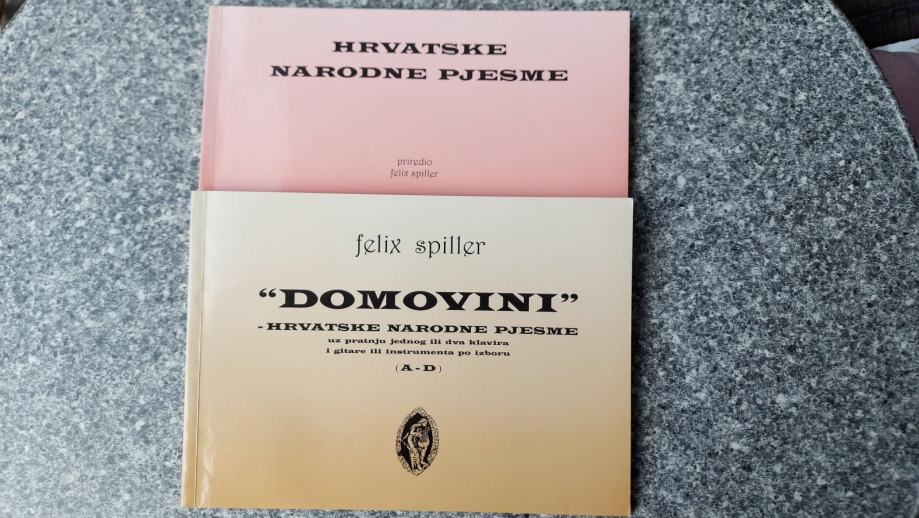 HRVATSKE
NARODNE PJESME
priredio
felix spiller
felix spiller
“DOMOVINI”
-HRVATSKE NARODNE PJESME
uz pratnju jednog ili dva klavira
i gitare ili instrumenta po izboru
(A-D)